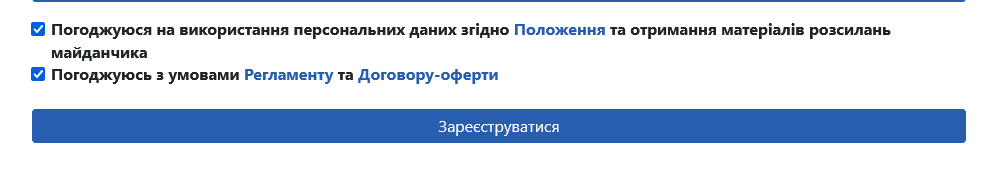 Погоджуюся на використання персональних даних згідно Положення та отримання матеріалів розсилань
майданчика
Погоджуюсь з умовами Регламенту та Договору-оферти
Зареєструватися